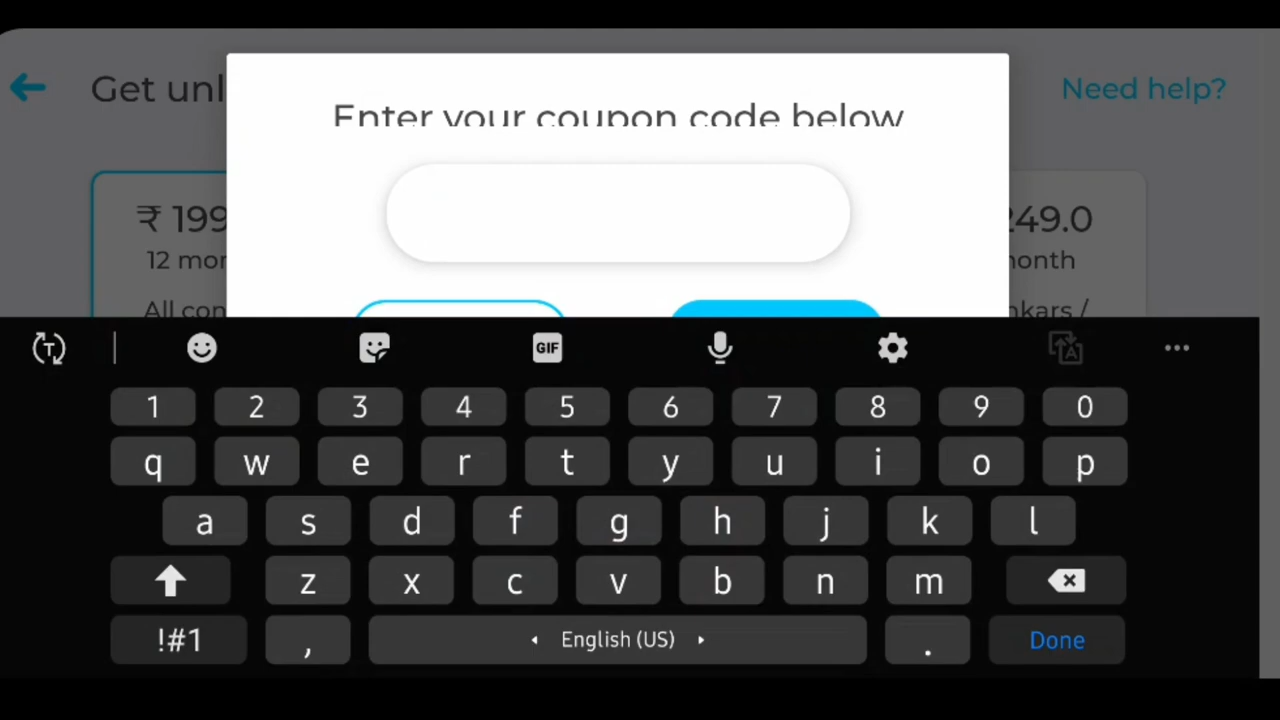 Get unl
Need help?
Enter your coupon code below
₹ 199
12 mor
All con
249.0
month
nkars /
T
GIF
A
1 2 3 4 5 6 7 8 9 0
q w e r t y u i o p
a s d f g h j k l
z x c v b n m
!#1 , English (US) . Done